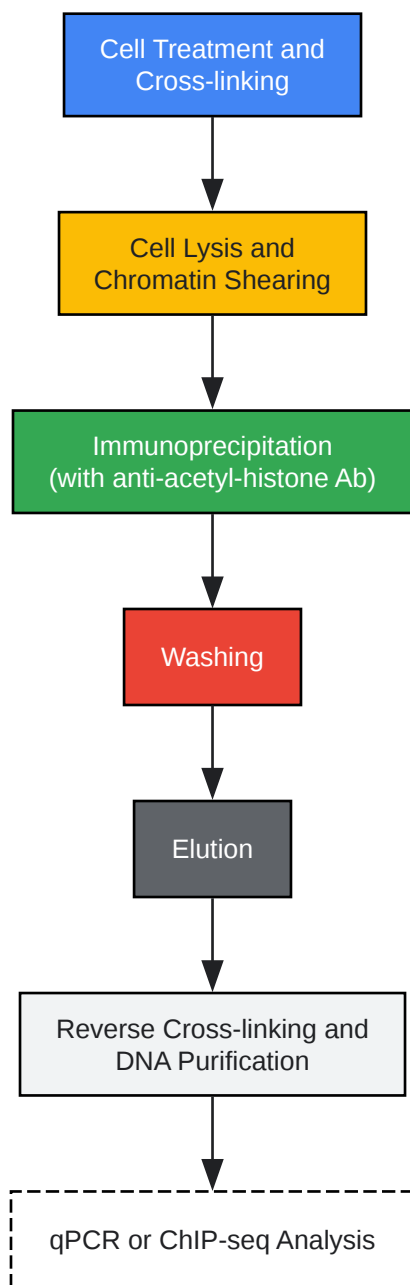 Cell Treatment and
Cross-linking
Cell Lysis and
Chromatin Shearing
Immunoprecipitation
(with anti-acetyl-histone Ab)
Washing
Elution
Reverse Cross-linking and
DNA Purification
qPCR or ChIP-seq Analysis